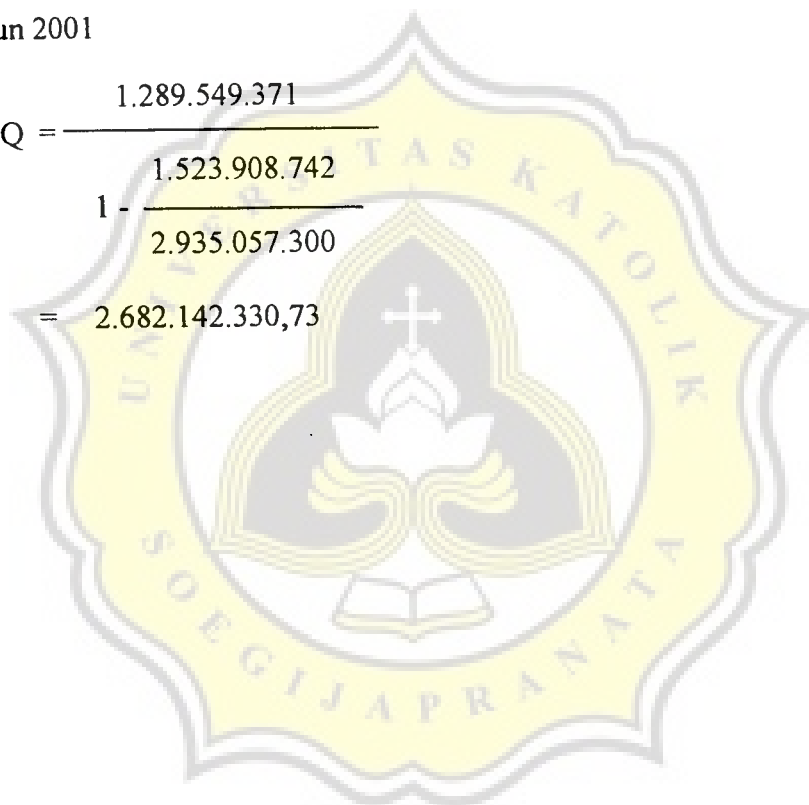 un 2001
1.289.549.371
Q =
1.523.908.742
1 -
2.935.057.300
= 2.682.142.330,73
UNIVERSITAS KATOLIK
SOEGIJAPRANATA